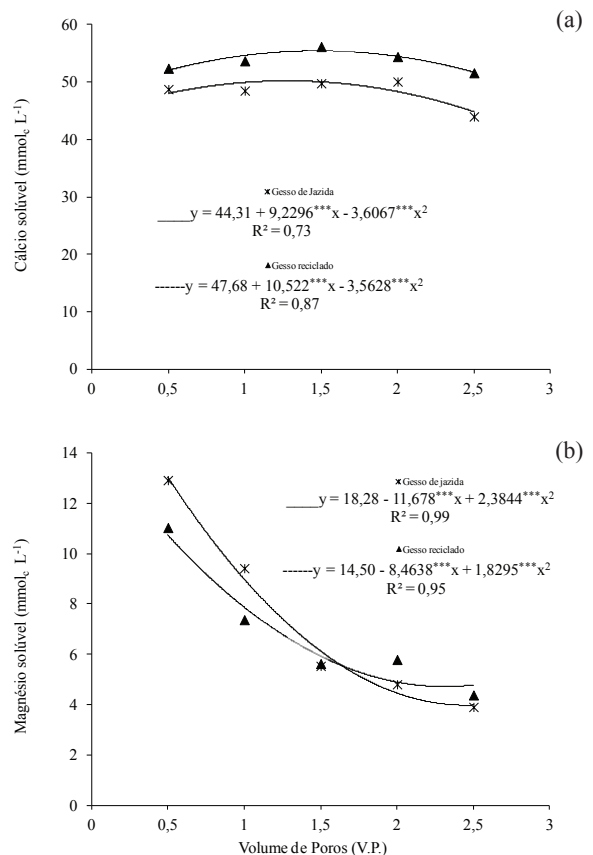 (a)
Cálcio solúvel (mmolc L-1)
60
50
40
30
20
10
0
Gesso de Jazida
y = 44,31 + 9,2296***x - 3,6067***x²
R² = 0,73
Gesso reciclado
------y = 47,68 + 10,522***x - 3,5628***x²
R² = 0,87
0 0,5 1 1,5 2 2,5 3
(b)
Magnésio solúvel (mmolc L-1)
14
12
10
8
6
4
2
0
Gesso de jazida
y = 18,28 - 11,678***x + 2,3844***x²
R² = 0,99
Gesso reciclado
------y = 14,50 - 8,4638***x + 1,8295***x²
R² = 0,95
0 0,5 1 1,5 2 2,5 3
Volume de Poros (V.P.)